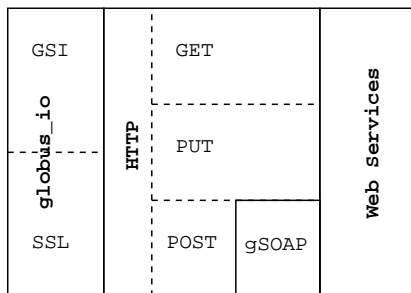 GSI
globus_io
SSL
HTTP
GET
PUT
POST
gSOAP
Web Services